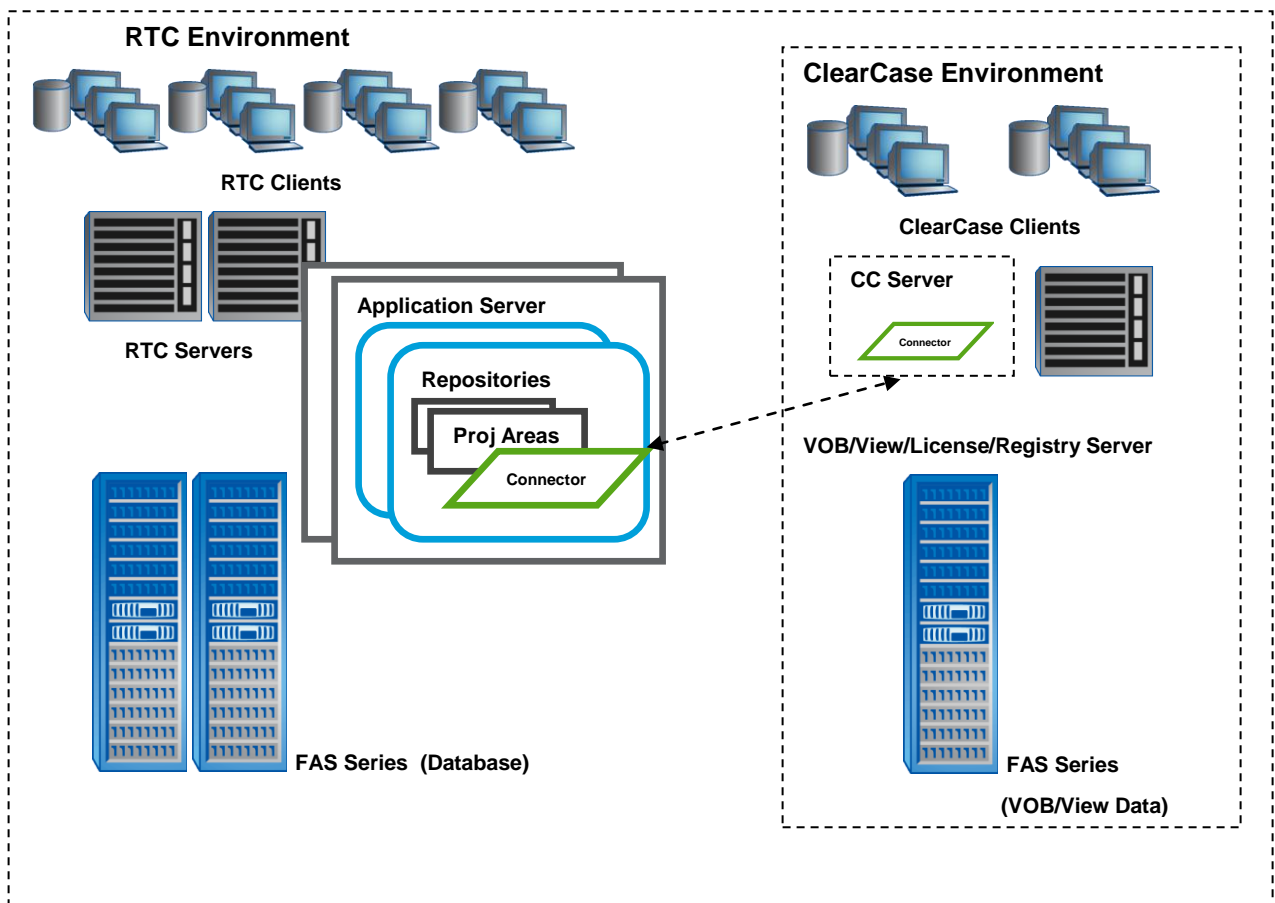 RTC Environment
RTC Clients
RTC Servers
Application Server
Repositories
Proj Areas
Connector
FAS Series (Database)
ClearCase Environment
ClearCase Clients
CC Server
Connector
VOB/View/License/Registry Server
FAS Series
(VOB/View Data)